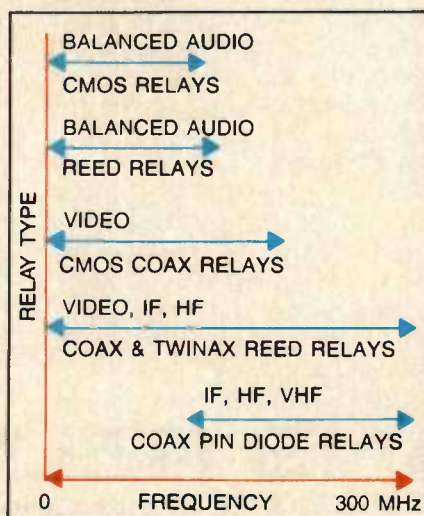 BALANCED AUDIO
CMOS RELAYS
BALANCED AUDIO
REED RELAYS
VIDEO
CMOS COAX RELAYS
VIDEO, IF, HF
COAX & TWINAX REED RELAYS
IF, HF, VHF
COAX PIN DIODE RELAYS
RELAY TYPE
0 FREQUENCY 300 MHz